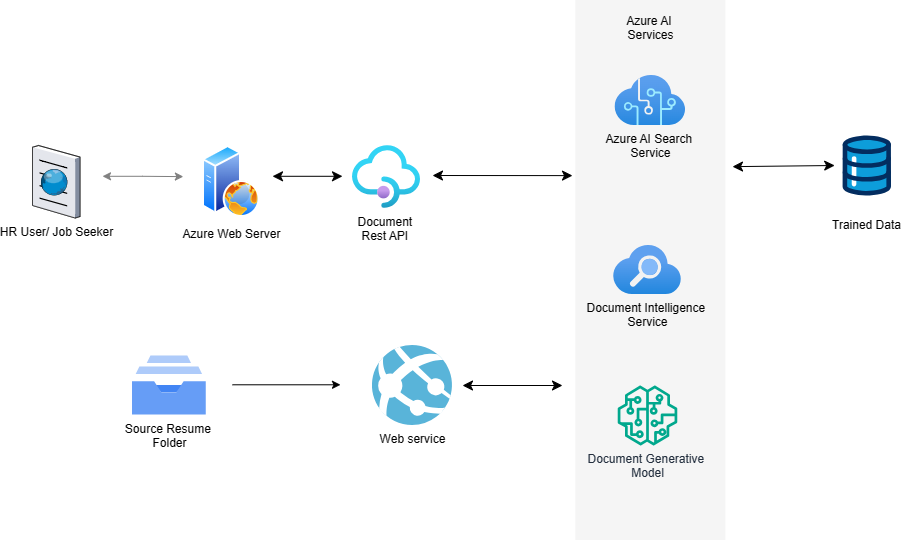 Azure AI
Services
Azure AI Search
Service
HR User/ Job Seeker
Azure Web Server
Document
Rest API
Trained Data
Document Intelligence
Service
Source Resume
Folder
Web service
Document Generative
Model